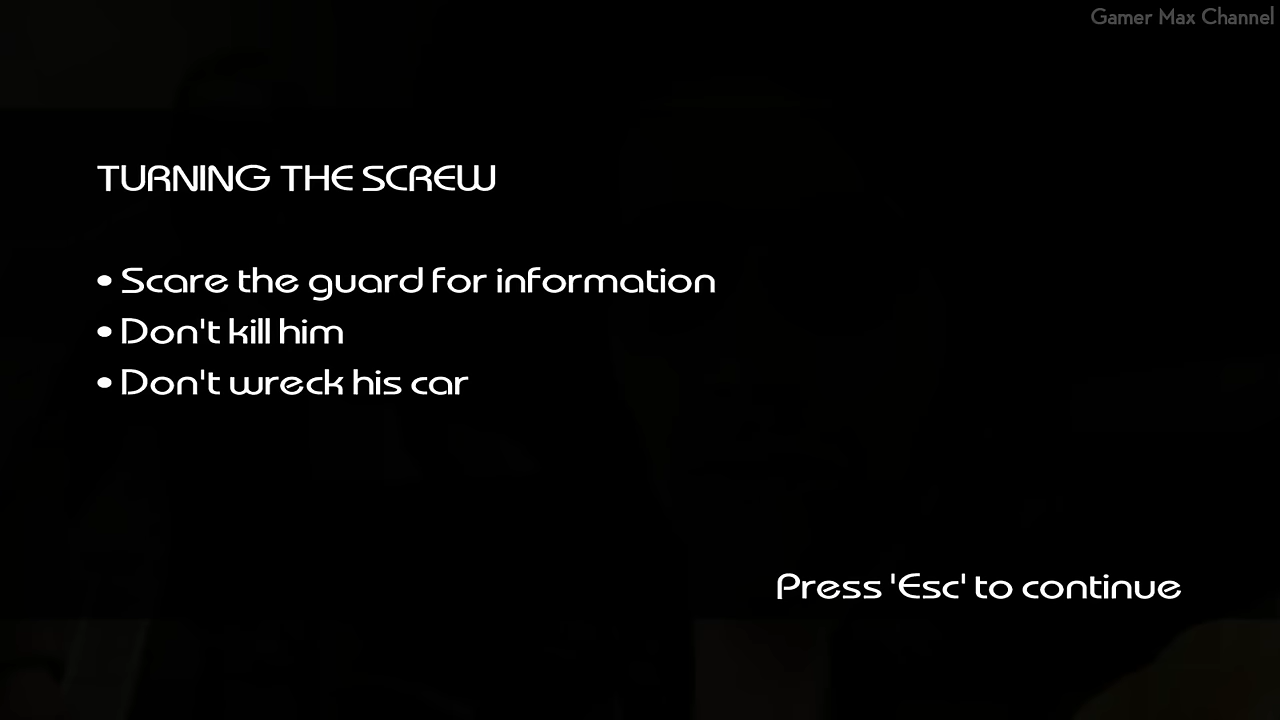 Gamer Max Channel
TURNING THE SCREW
• Scare the guard for information
• Don't kill him
• Don't wreck his car
Press 'Esc' to continue